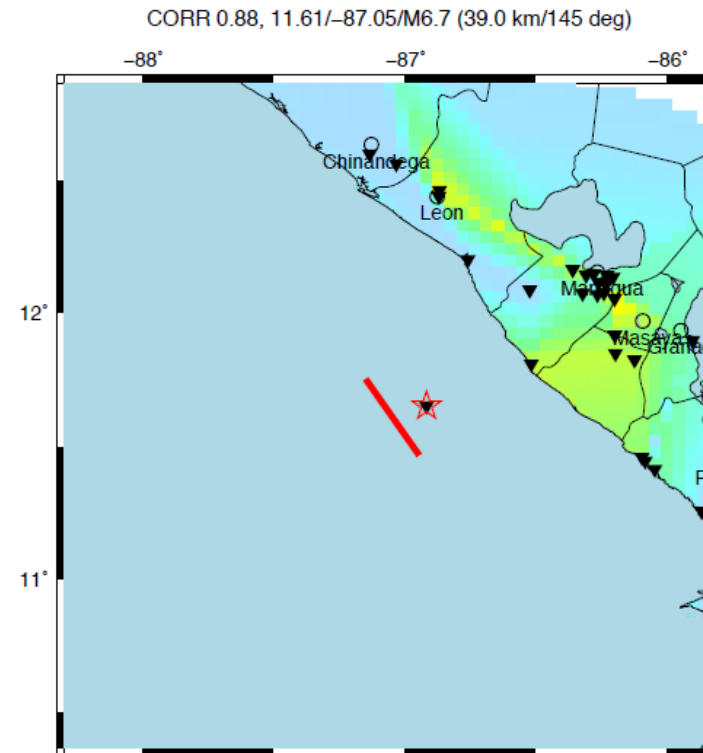 CORR 0.88, 11.61/−87.05/M6.7 (39.0 km/145 deg)
−88˚ −87˚ −86˚
Chinandega
Leon
12˚
Managua
Masaya
11˚